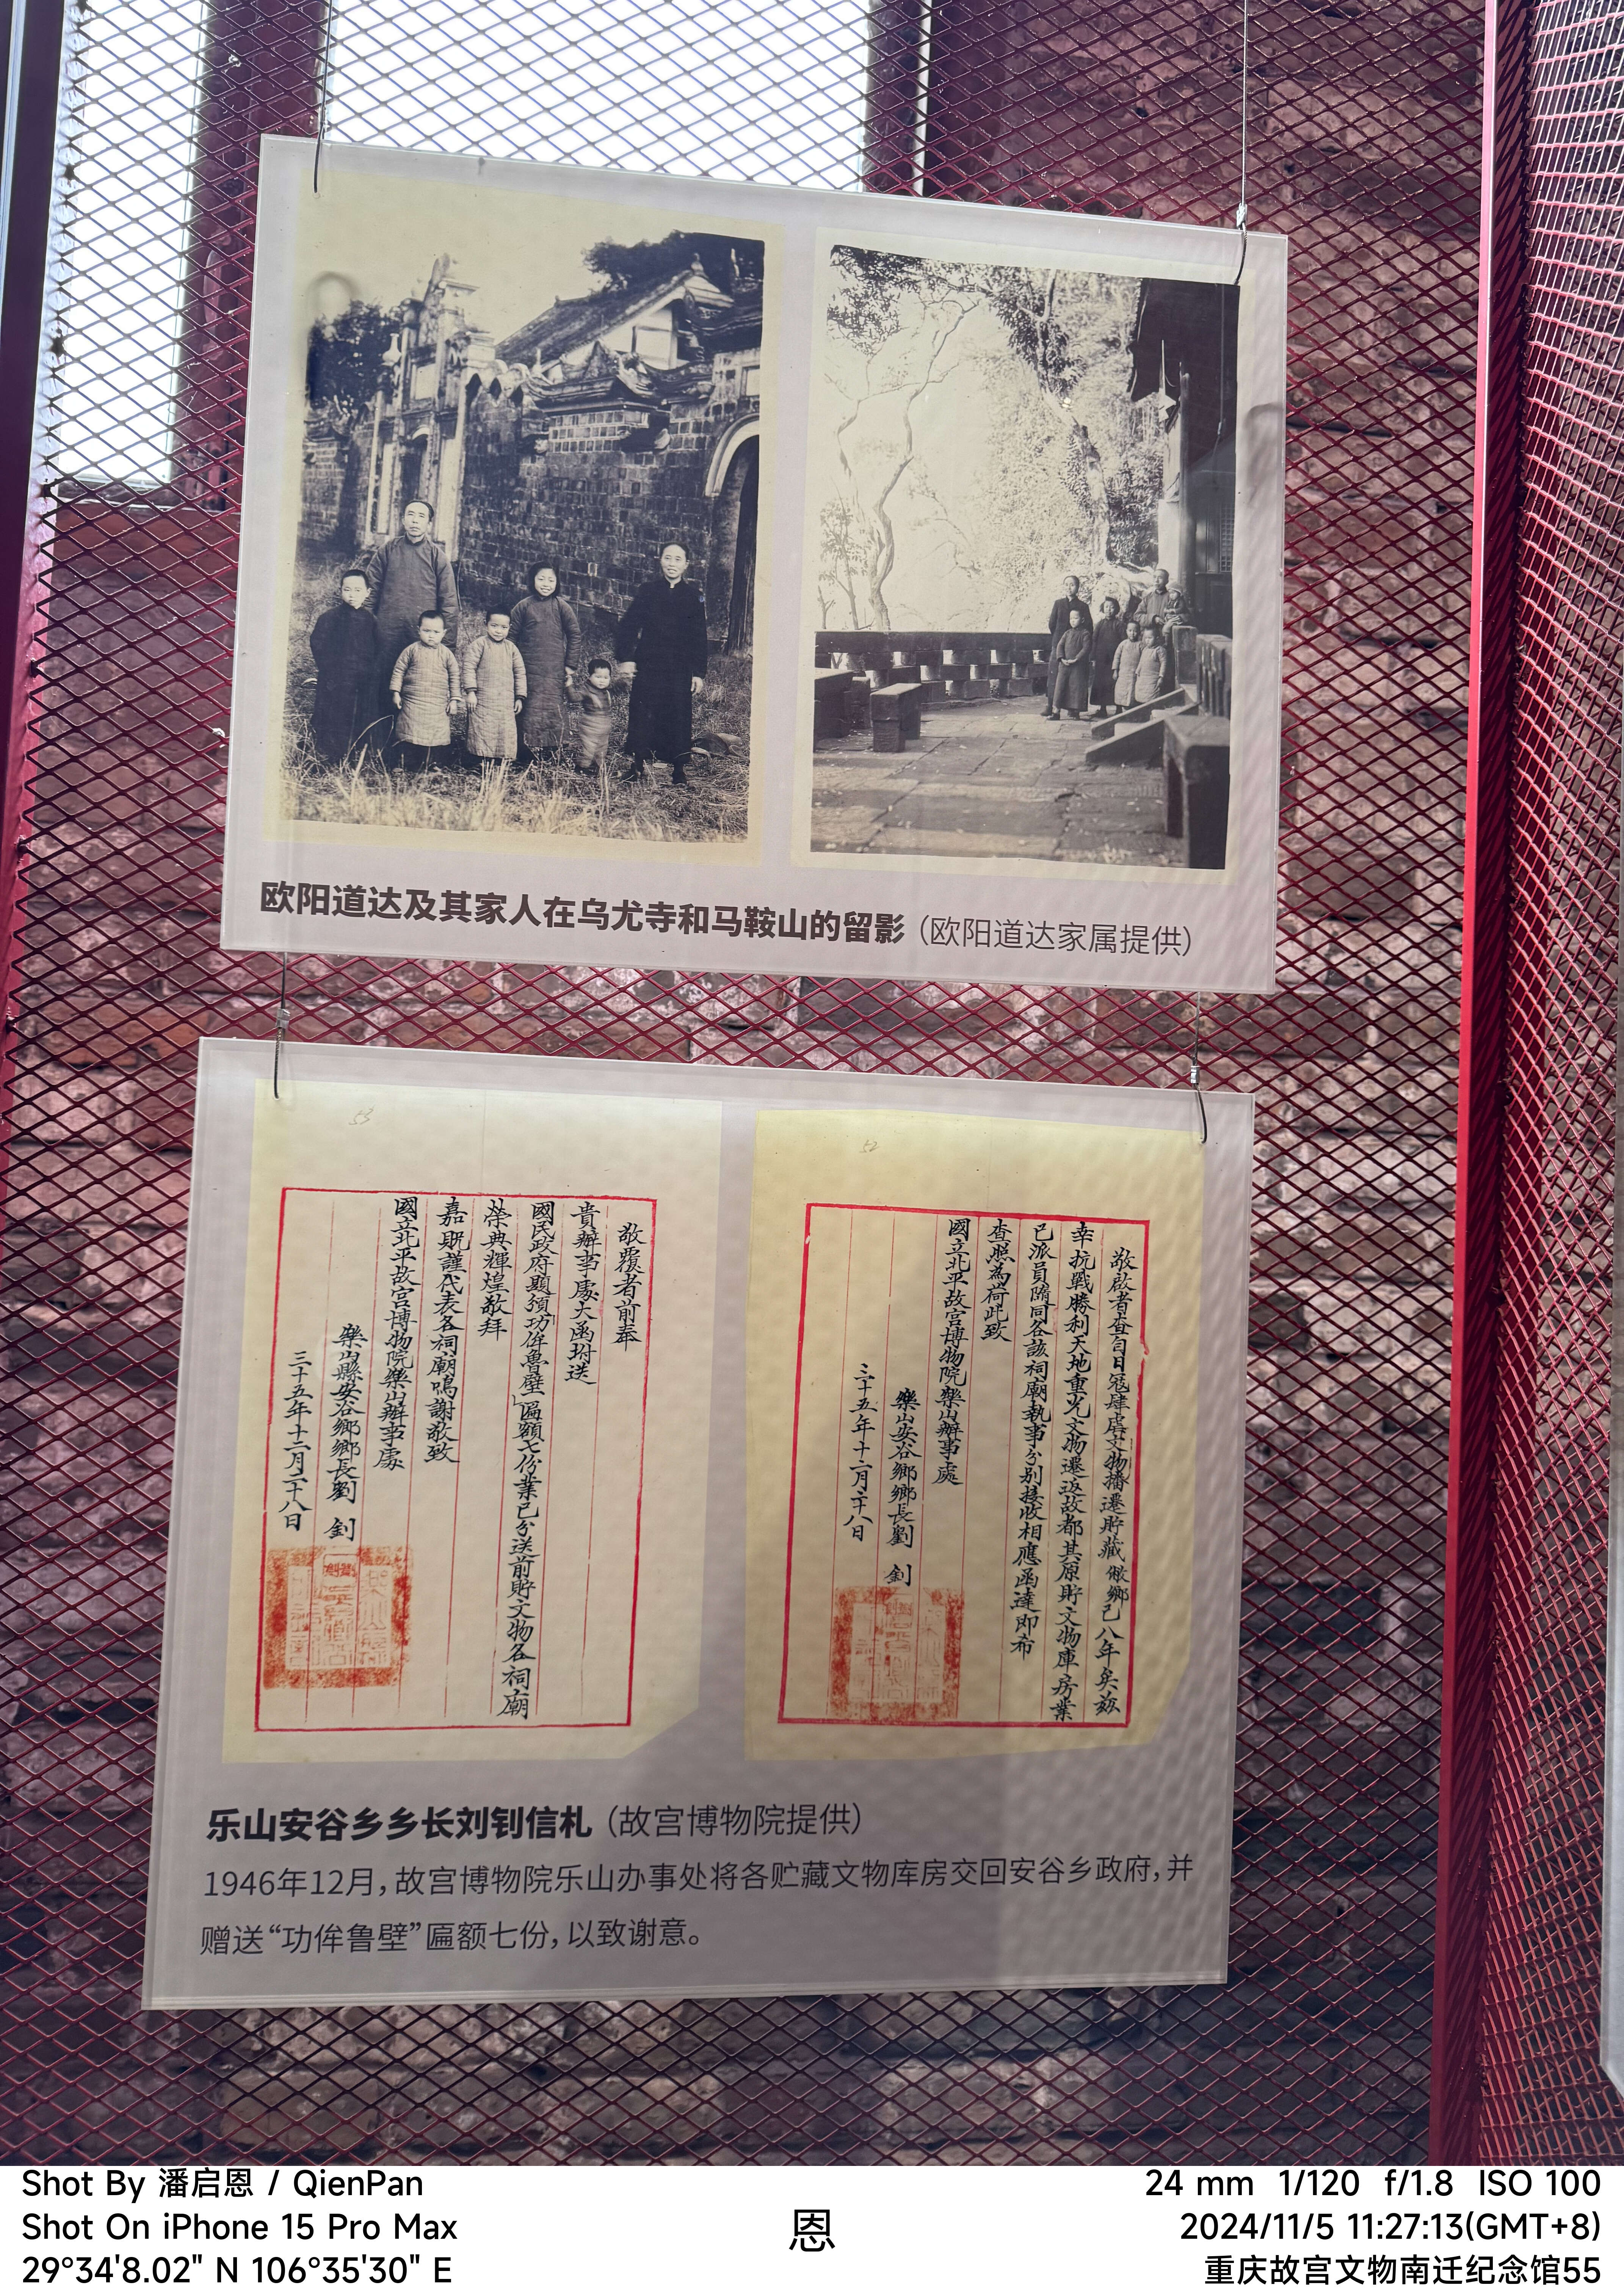 欧阳道达及其家人在乌尤寺和马鞍山的留影（欧阳道达家属提供）
53
敬覆者前奉
貴辦事處大函坿送
國民政府題頒「功侔魯壁」匾額七份業已分送前貯文物各祠廟
榮典輝煌敬拜
嘉貺謹代表各祠廟鳴謝敬致
國立北平故宮博物院樂山辦事處
樂山縣安谷鄉鄉長劉 釗
三十五年十二月二十八日
52
敬啟者查曩日寇肆虐文物播遷貯藏敝鄉已八年矣茲
幸抗戰勝利天地重光文物還返故都其原貯文物庫房業
已派員隨同各該祠廟執事分別接收相應函達即希
查照為荷此致
國立北平故宮博物院樂山辦事處
樂山安谷鄉鄉長劉 釗
三十五年十二月二十八日
乐山安谷乡乡长刘钊信札（故宫博物院提供）
1946年12月，故宫博物院乐山办事处将各贮藏文物库房交回安谷乡政府，并
赠送“功侔鲁壁”匾额七份，以致谢意。
Shot By 潘启恩 / QienPan
Shot On iPhone 15 Pro Max
29°34'8.02" N 106°35'30" E
恩
24 mm 1/120 f/1.8 ISO 100
2024/11/5 11:27:13(GMT+8)
重庆故宫文物南迁纪念馆55